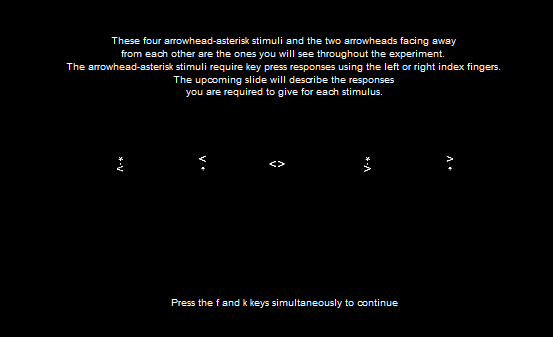 These four arrowhead-asterisk stimuli and the two arrowheads facing away
from each other are the ones you will see throughout the experiment.
The arrowhead-asterisk stimuli require key press responses using the left or right index fingers.
The upcoming slide will describe the responses
you are required to give for each stimulus.
* < <> * >
< * > *
Press the f and k keys simultaneously to continue